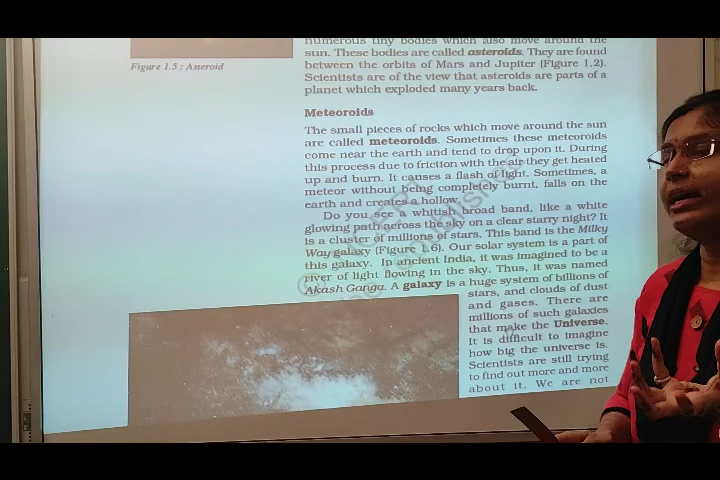 numerous tiny bodies which also move around the
sun. These bodies are called asteroids. They are found
between the orbits of Mars and Jupiter (Figure 1.2).
Scientists are of the view that asteroids are parts of a
planet which exploded many years back.
Figure 1.5 : Asteroid
Meteoroids
The small pieces of rocks which move around the sun
are called meteoroids. Sometimes these meteoroids
come near the earth and tend to drop upon it. During
this process due to friction with the air they get heated
up and burn. It causes a flash of light. Sometimes, a
meteor without being completely burnt, falls on the
earth and creates a hollow.
Do you see a whitish broad band, like a white
glowing path across the sky on a clear starry night? It
is a cluster of millions of stars. This band is the Milky
Way galaxy (Figure 1.6). Our solar system is a part of
this galaxy. In ancient India, it was imagined to be a
river of light flowing in the sky. Thus, it was named
Akash Ganga. A galaxy is a huge system of billions of
stars, and clouds of dust
and gases. There are
millions of such galaxies
that make the Universe.
It is difficult to imagine
how big the universe is.
Scientists are still trying
to find out more and more
about it. We are not